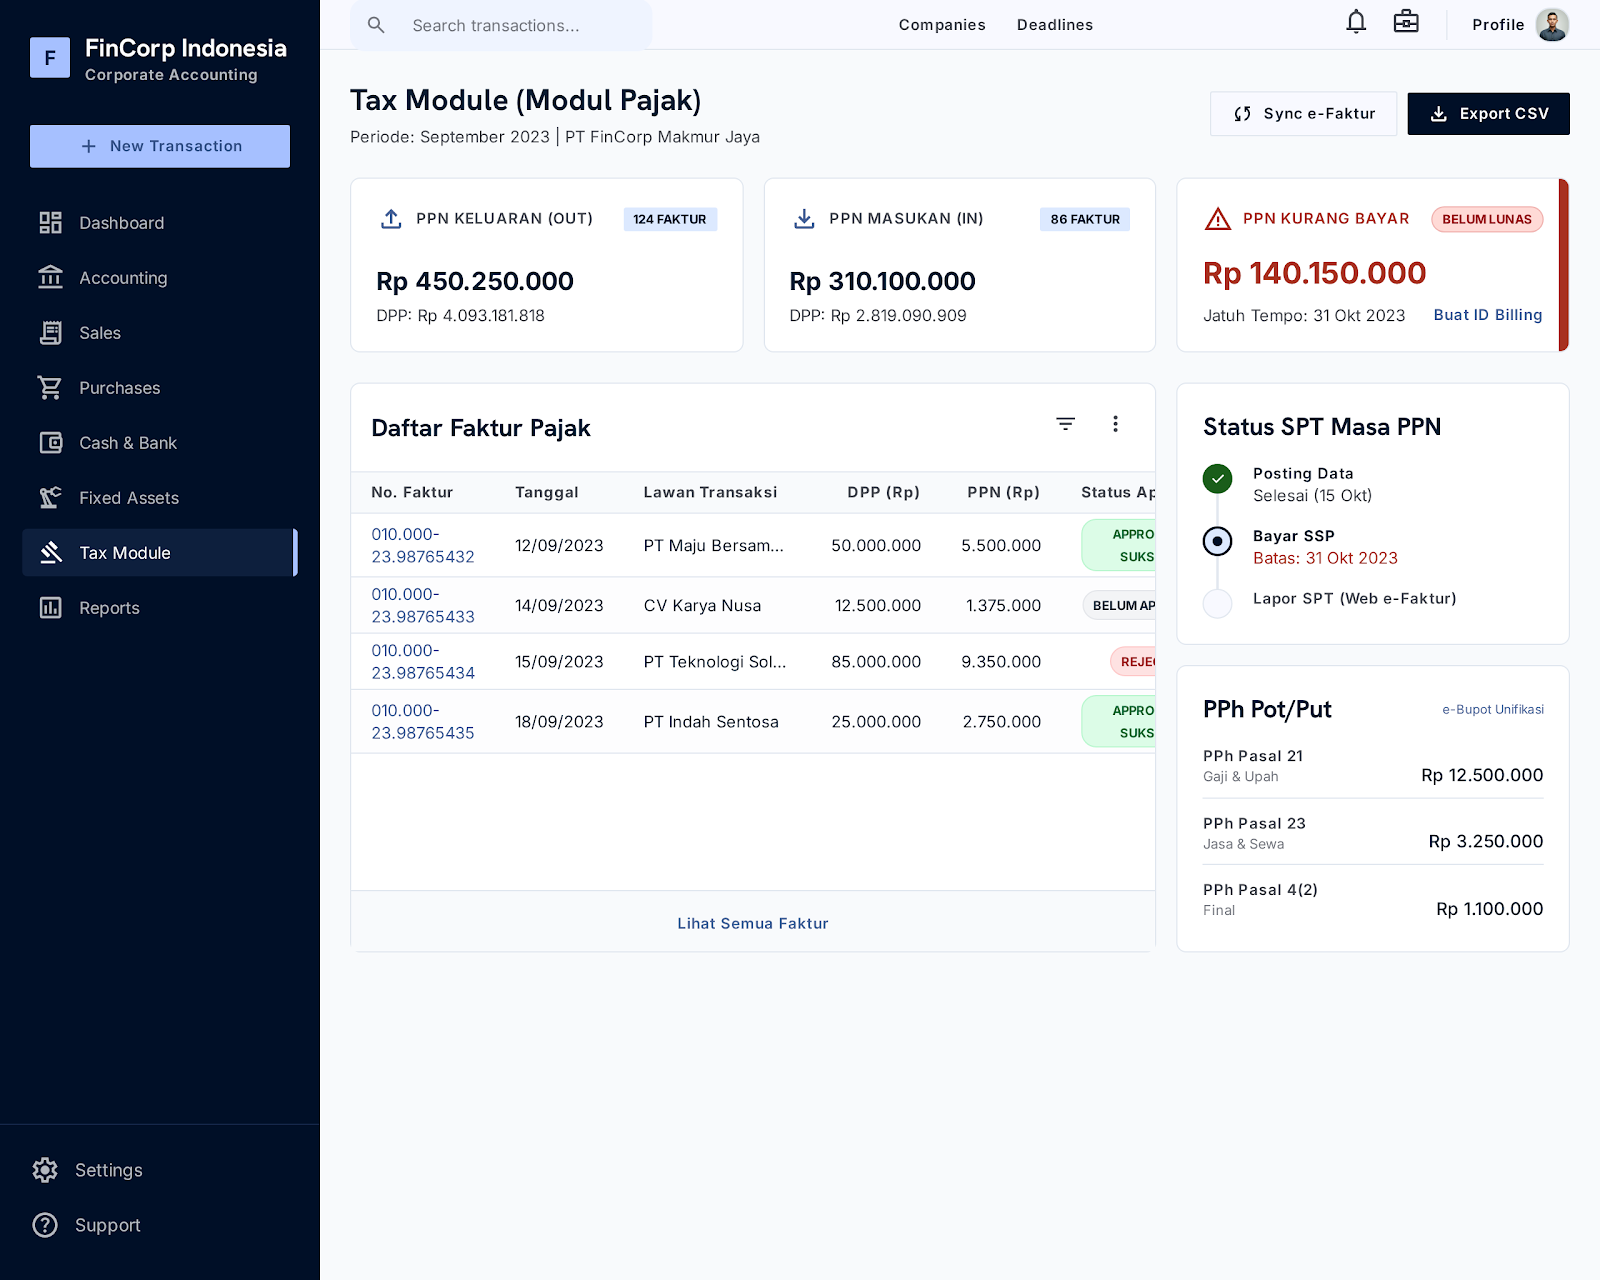 F
FinCorp Indonesia
Corporate Accounting
New Transaction
Dashboard
Accounting
Sales
Purchases
Cash & Bank
Fixed Assets
Tax Module
Reports
Settings
Support
Search transactions...
Companies
Deadlines
Profile
Tax Module (Modul Pajak)
Periode: September 2023 | PT FinCorp Makmur Jaya
Sync e-Faktur
Export CSV
PPN KELUARAN (OUT)
124 FAKTUR
Rp 450.250.000
DPP: Rp 4.093.181.818
PPN MASUKAN (IN)
86 FAKTUR
Rp 310.100.000
DPP: Rp 2.819.090.909
PPN KURANG BAYAR
BELUM LUNAS
Rp 140.150.000
Jatuh Tempo: 31 Okt 2023
Buat ID Billing
Daftar Faktur Pajak
No. Faktur Tanggal Lawan Transaksi DPP (Rp) PPN (Rp) Status Ap
010.000-
23.98765432
12/09/2023 PT Maju Bersam... 50.000.000 5.500.000
APPRO
SUKS
010.000-
23.98765433
14/09/2023 CV Karya Nusa 12.500.000 1.375.000 BELUM AP
010.000-
23.98765434
15/09/2023 PT Teknologi Sol... 85.000.000 9.350.000 REJE
010.000-
23.98765435
18/09/2023 PT Indah Sentosa 25.000.000 2.750.000
APPRO
SUKS
Lihat Semua Faktur
Status SPT Masa PPN
Posting Data
Selesai (15 Okt)
Bayar SSP
Batas: 31 Okt 2023
Lapor SPT (Web e-Faktur)
PPh Pot/Put
e-Bupot Unifikasi
PPh Pasal 21
Gaji & Upah
Rp 12.500.000
PPh Pasal 23
Jasa & Sewa
Rp 3.250.000
PPh Pasal 4(2)
Final
Rp 1.100.000